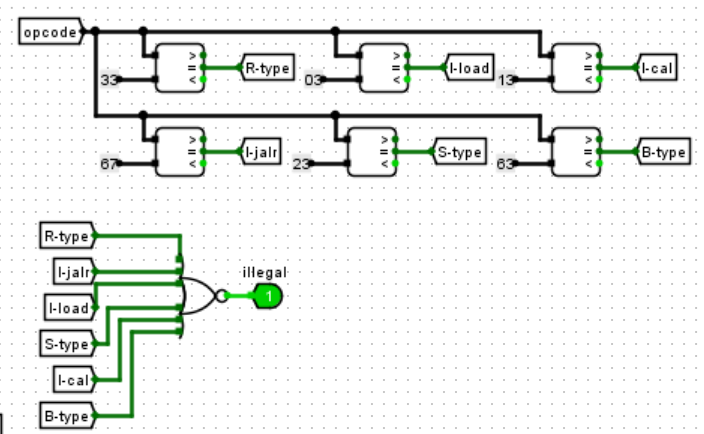 opcode
> = < R-type
33
> = < I-load
03
> = < I-cal
13
> = < I-jalr
67
> = < S-type
23
> = < B-type
63
R-type
I-jalr
I-load
S-type
I-cal
B-type
illegal
1